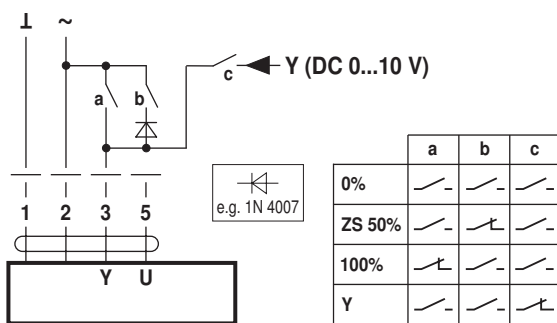 ⊥ ~
a b c Y (DC 0...10 V)
1 2 3 5
e.g. 1N 4007
Y U
a b c
0%
ZS 50%
100%
Y